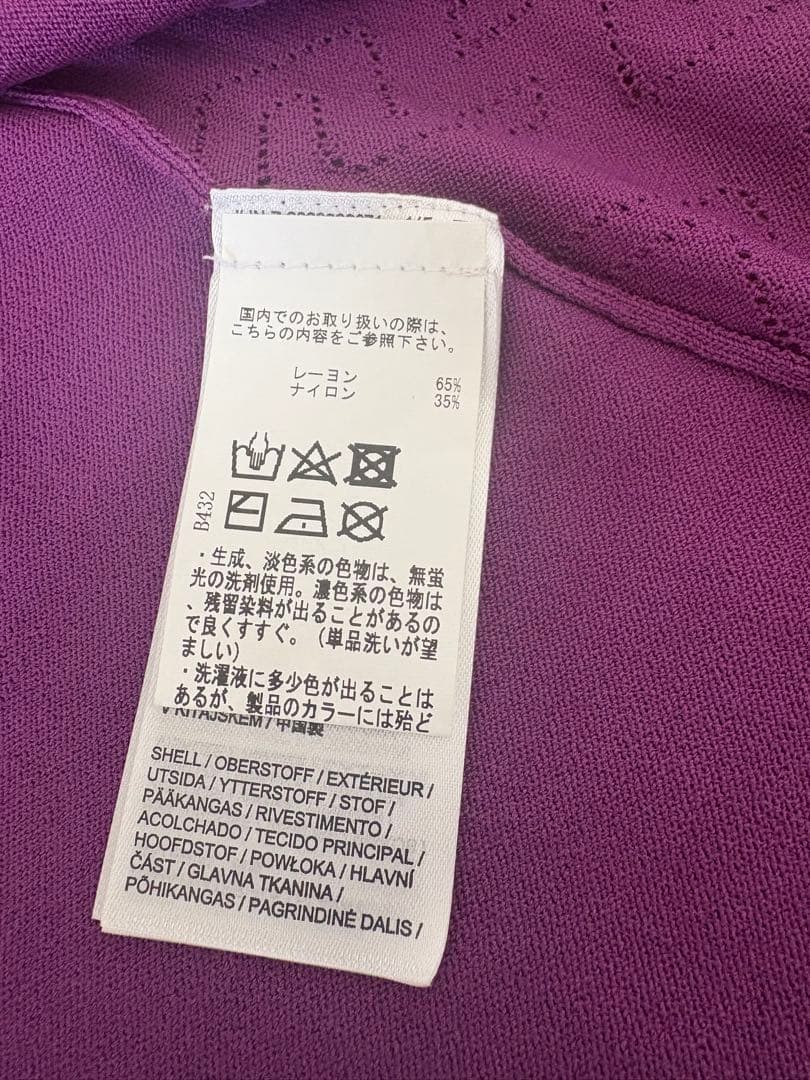 国内でのお取り扱いの際は、
こちらの内容をご参照下さい。
レーヨン 65%
ナイロン 35%
B432
・生成、淡色系の色物は、無蛍
光の洗剤使用。濃色系の色物は
、残留染料が出ることがあるの
で良くすすぐ。（単品洗いが望
ましい）
・洗濯液に多少色が出ることは
あるが、製品のカラーには殆ど
V KITAJSKEM / 中国製
SHELL / OBERSTOFF / EXTÉRIEUR /
UTSIDA / YTTERSTOFF / STOF /
PÄÄKANGAS / RIVESTIMENTO /
ACOLCHADO / TECIDO PRINCIPAL /
HOOFDSTOF / POWŁOKA / HLAVNÍ
ČÁST / GLAVNA TKANINA /
PÕHIKANGAS / PAGRINDINĖ DALIS /